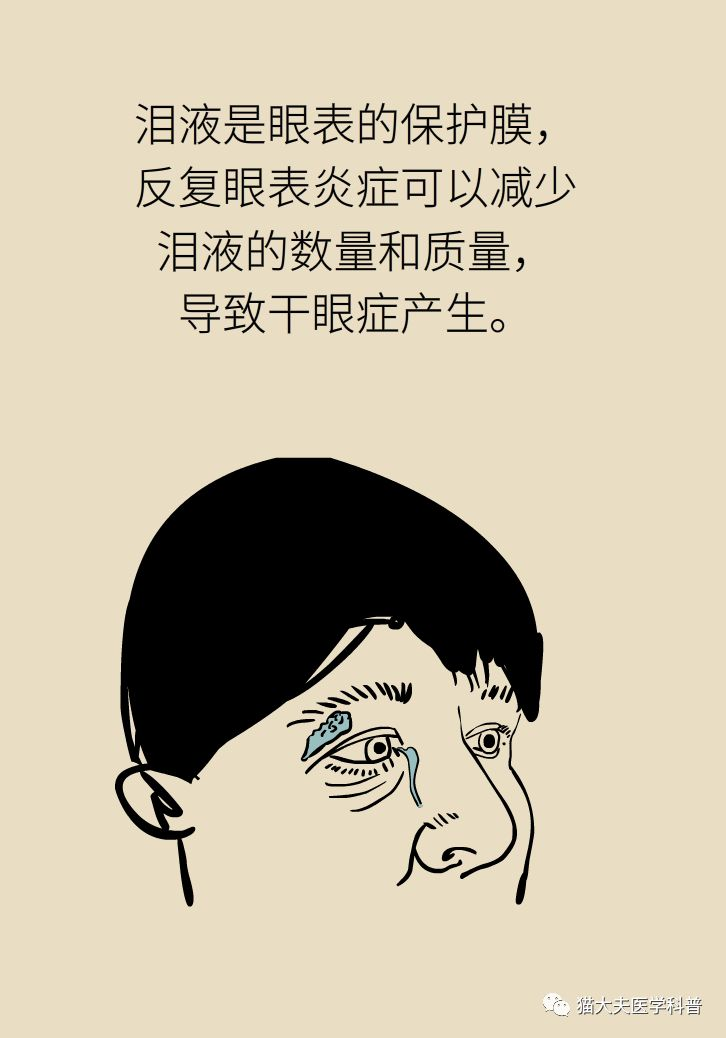 泪液是眼表的保护膜，
反复眼表炎症可以减少
泪液的数量和质量，
导致干眼症产生。
猫大夫医学科普